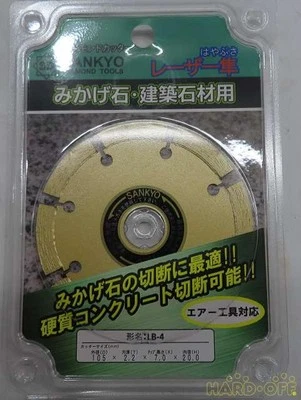 SANKYO
DIAMOND TOOLS
はやぶさ
レーザー隼
みかげ石・建築石材用
SANKYO
みかげ石の切断に最適!!
硬質コンクリート切断可能!!
エアー工具対応
型名:LB-4
105 × 2.2 × 7.0 × 20.0
HARD-OFF